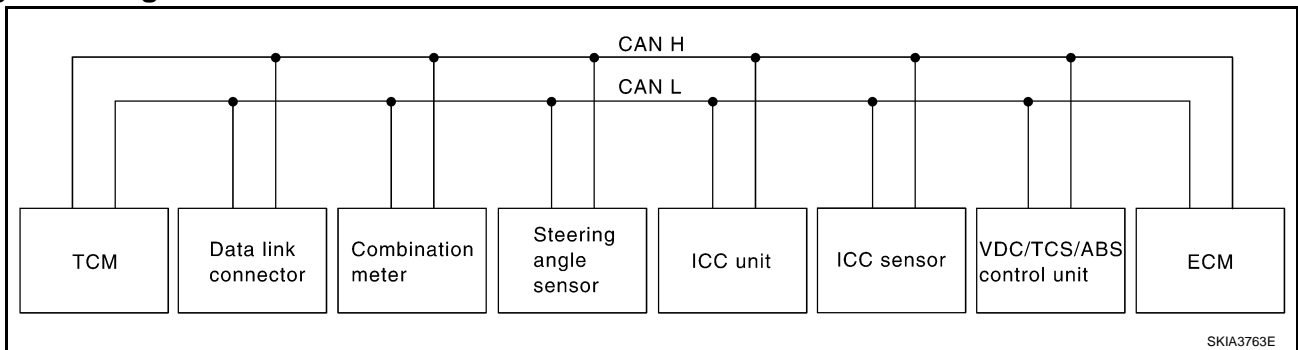 CAN H
CAN L
TCM
Data link
connector
Combination
meter
Steering
angle
sensor
ICC unit
ICC sensor
VDC/TCS/ABS
control unit
ECM
SKIA3763E